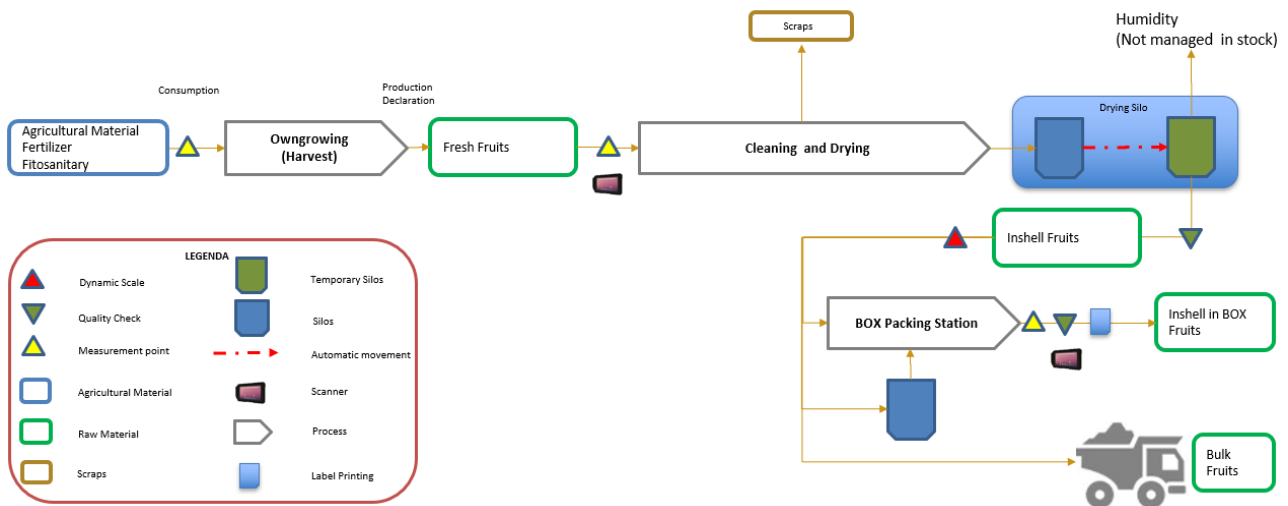 Scraps
Humidity
(Not managed in stock)
Consumption
Production
Declaration
Drying Silo
Agricultural Material
Fertilizer
Fitosanitary
Owngrowing
(Harvest)
Fresh Fruits
Cleaning and Drying
Inshell Fruits
LEGENDA
Dynamic Scale
Temporary Silos
Quality Check
Silos
Measurement point
Automatic movement
Agricultural Material
Scanner
Raw Material
Process
Scraps
Label Printing
BOX Packing Station
Inshell in BOX
Fruits
Bulk
Fruits